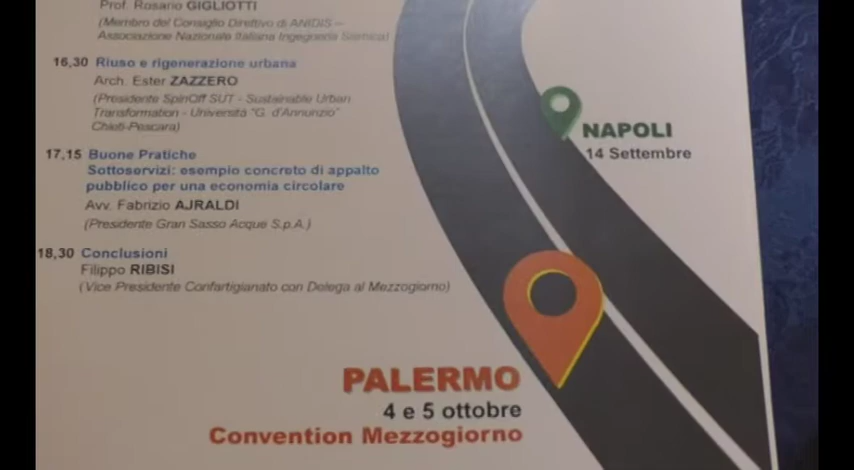 Prof. Rosario GIGLIOTTI
(Membro del Consiglio Direttivo di ANIDIS –
Associazione Nazionale Italiana Ingegneria Sismica)
16,30 Riuso e rigenerazione urbana
Arch. Ester ZAZZERO
(Presidente SpinOff SUT - Sustainable Urban
Transformation - Università "G. d'Annunzio"
Chieti-Pescara)
17,15 Buone Pratiche
Sottoservizi: esempio concreto di appalto
pubblico per una economia circolare
Avv. Fabrizio AJRALDI
(Presidente Gran Sasso Acque S.p.A.)
18,30 Conclusioni
Filippo RIBISI
(Vice Presidente Confartigianato con Delega al Mezzogiorno)
NAPOLI
14 Settembre
PALERMO
4 e 5 ottobre
Convention Mezzogiorno